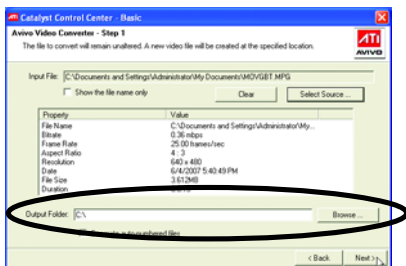 ATI Catalyst Control Center - Basic
Avivo Video Converter - Step 1
The file to convert will remain unaltered. A new video file will be created at the specified location.
ATI
AVIVO
Input File: C:\Documents and Settings\Administrator\My Documents\MOVGBT.MPG
Show the file name only
Clear
Select Source ...
Property Value
File Name C:\Documents and Settings\Administrator\My...
Bitrate 0.36 mbps
Frame Rate 25.00 frames/sec
Aspect Ratio 4 : 3
Resolution 640 x 480
Date 6/4/2007 5:40:49 PM
File Size 3.612MB
Duration
Output Folder: C:\
Browse ...
numbered files
< Back
Next >